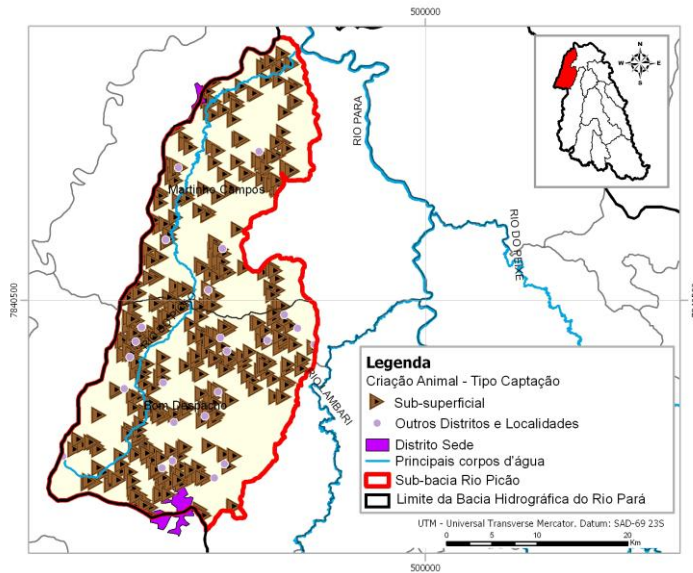 500000
N
W E
S
RIO PARA
Martinho Campos
RIO DO PEIXE
7840500
Bom Despacho
RIO LAMBARI
Legenda
Criação Animal - Tipo Captação
Sub-superficial
Outros Distritos e Localidades
Distrito Sede
Principais corpos d'água
Sub-bacia Rio Picão
Limite da Bacia Hidrográfica do Rio Pará
UTM - Universal Transverse Mercator. Datum: SAD-69 23S
0 5 10 20
Km
500000